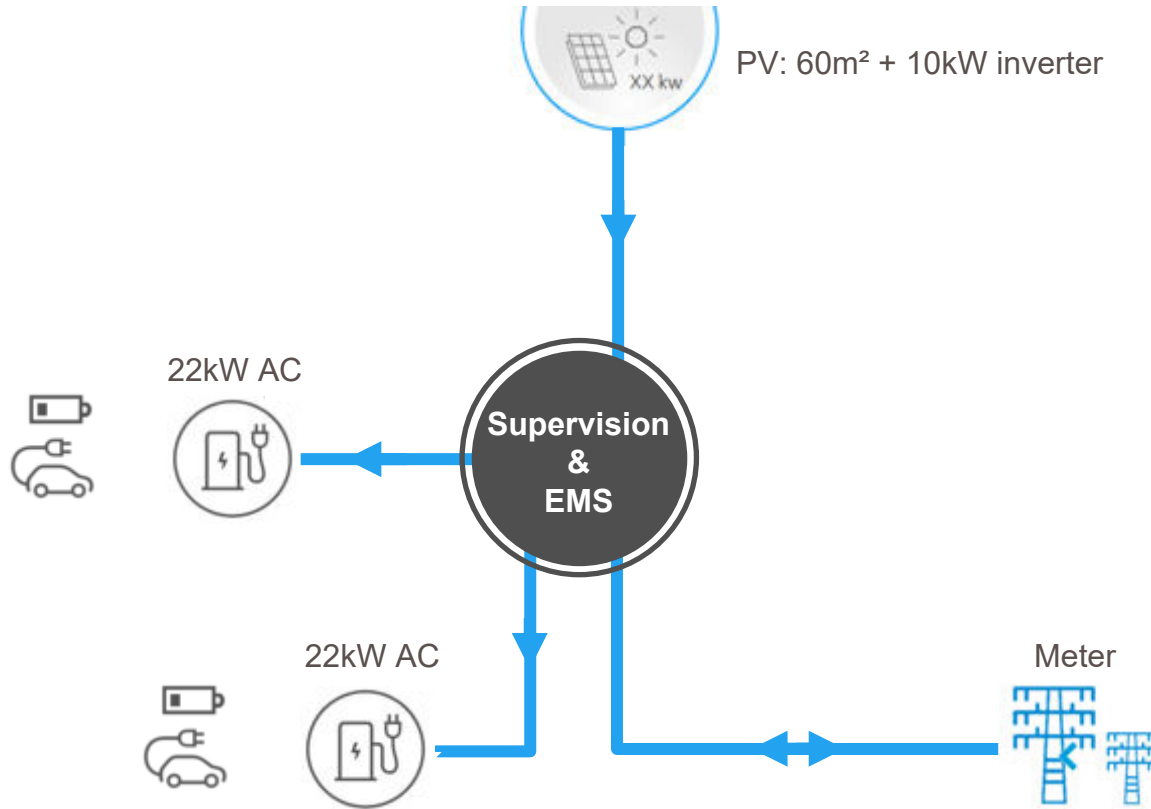 PV: 60m² + 10kW inverter
XX kw
22kW AC
Supervision
&
EMS
22kW AC
Meter